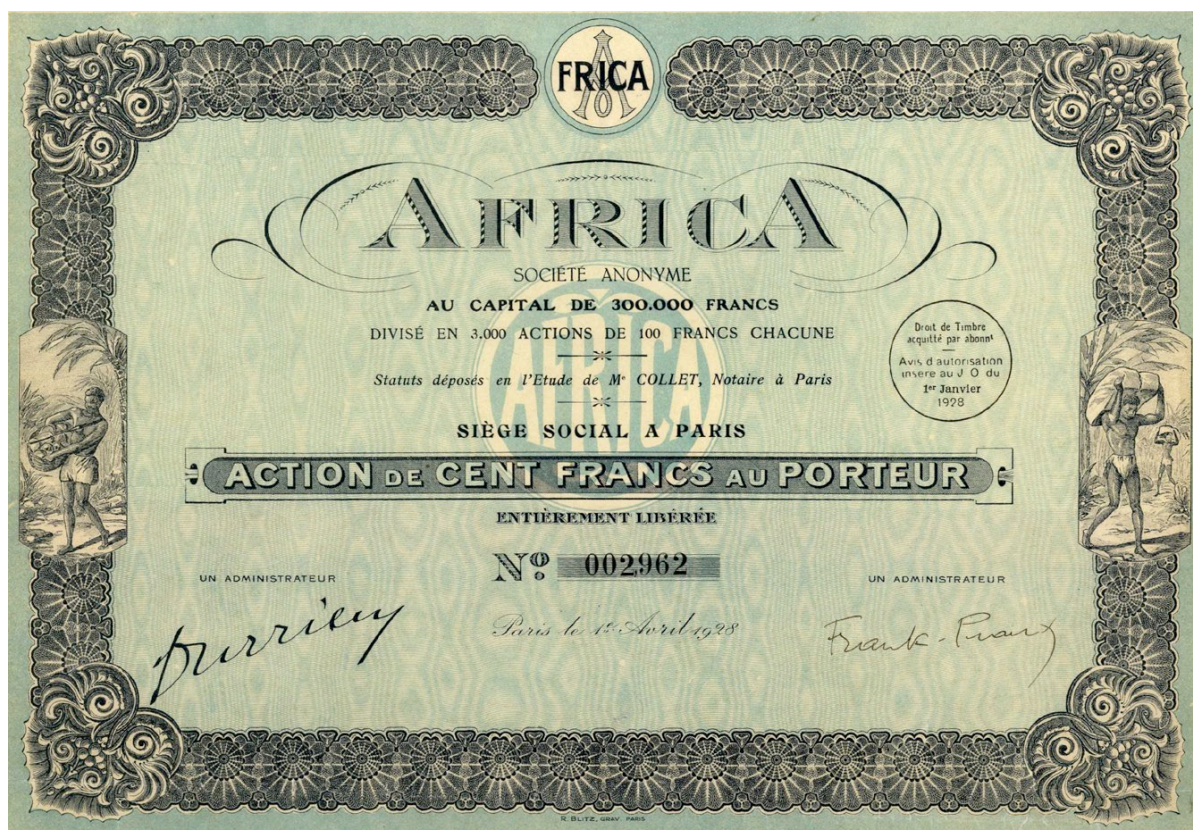 FRICA
AFRICA
SOCIÉTÉ ANONYME
AU CAPITAL DE 300.000 FRANCS
DIVISÉ EN 3.000 ACTIONS DE 100 FRANCS CHACUNE
Statuts déposés en l'Etude de Me COLLET, Notaire à Paris
SIÈGE SOCIAL A PARIS
AFRICA
Droit de Timbre
acquitté par abonnt
Avis d'autorisation
insere au J O du
1er Janvier
1928
ACTION DE CENT FRANCS AU PORTEUR
ENTIÈREMENT LIBÉRÉE
No. 002962
UN ADMINISTRATEUR
UN ADMINISTRATEUR
Paris le 1er Avril 1928
Frank-Puaux
R. BLITZ, GRAV. PARIS